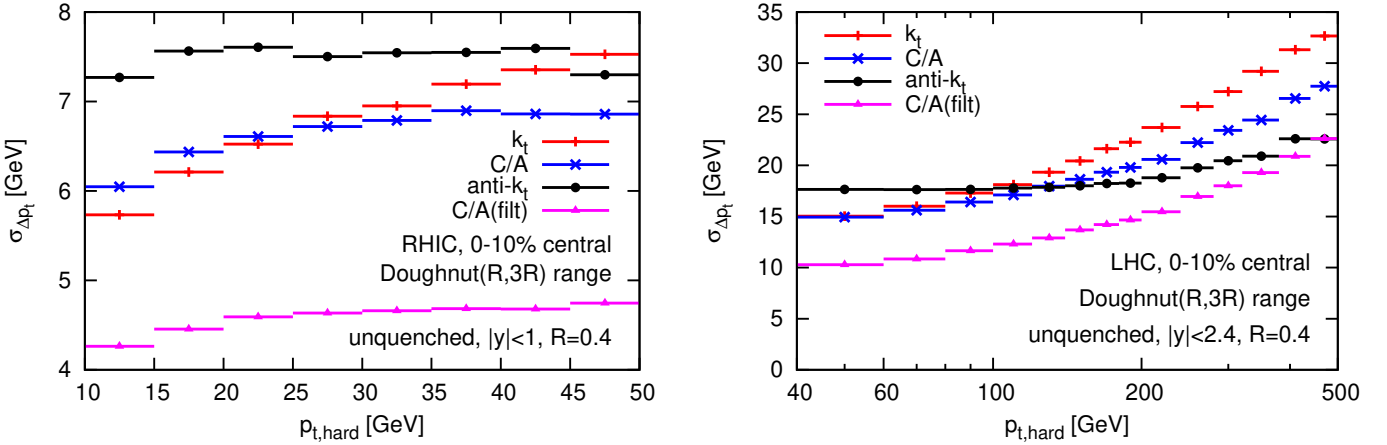 8
7
6
5
4
σΔpt [GeV]
kt
C/A
anti-kt
C/A(filt)
RHIC, 0-10% central
Doughnut(R,3R) range
unquenched, |y|<1, R=0.4
10 15 20 25 30 35 40 45 50
pt,hard [GeV]
35
30
25
20
15
10
5
0
σΔpt [GeV]
kt
C/A
anti-kt
C/A(filt)
LHC, 0-10% central
Doughnut(R,3R) range
unquenched, |y|<2.4, R=0.4
40 60 100 200 500
pt,hard [GeV]